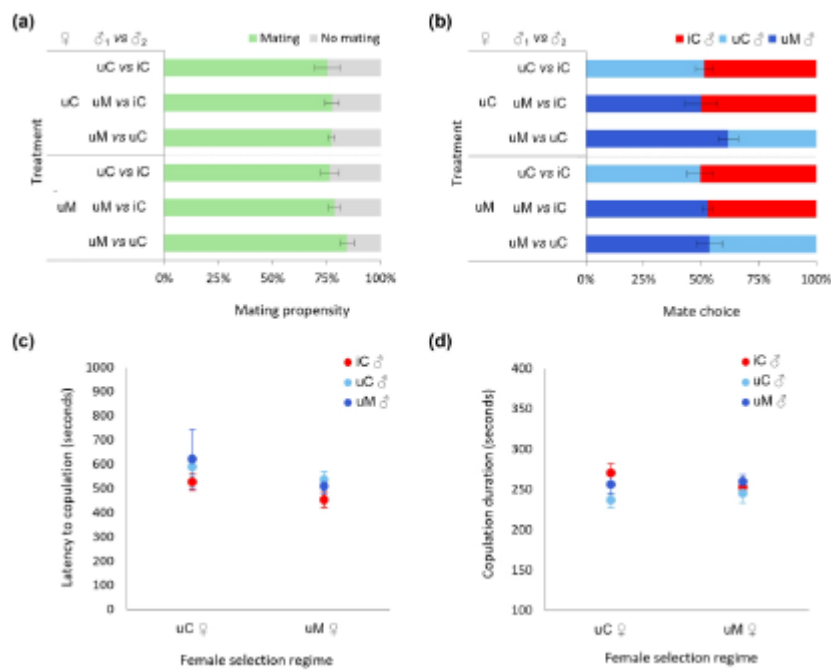 (a)
♀ ♂1 vs ♂2
Mating No mating
Treatment
uC
uC vs iC
uM vs iC
uM vs uC
uM
uC vs iC
uM vs iC
uM vs uC
0% 25% 50% 75% 100%
Mating propensity
(b)
♀ ♂1 vs ♂2
iC ♂ uC ♂ uM ♂
Treatment
uC
uC vs iC
uM vs iC
uM vs uC
uM
uC vs iC
uM vs iC
uM vs uC
0% 25% 50% 75% 100%
Mate choice
(c)
iC ♂
uC ♂
uM ♂
Latency to copulation (seconds)
1000
900
800
700
600
500
400
300
200
100
0
uC ♀ uM ♀
Female selection regime
(d)
iC ♂
uC ♂
uM ♂
Copulation duration (seconds)
400
350
300
250
200
150
100
uC ♀ uM ♀
Female selection regime